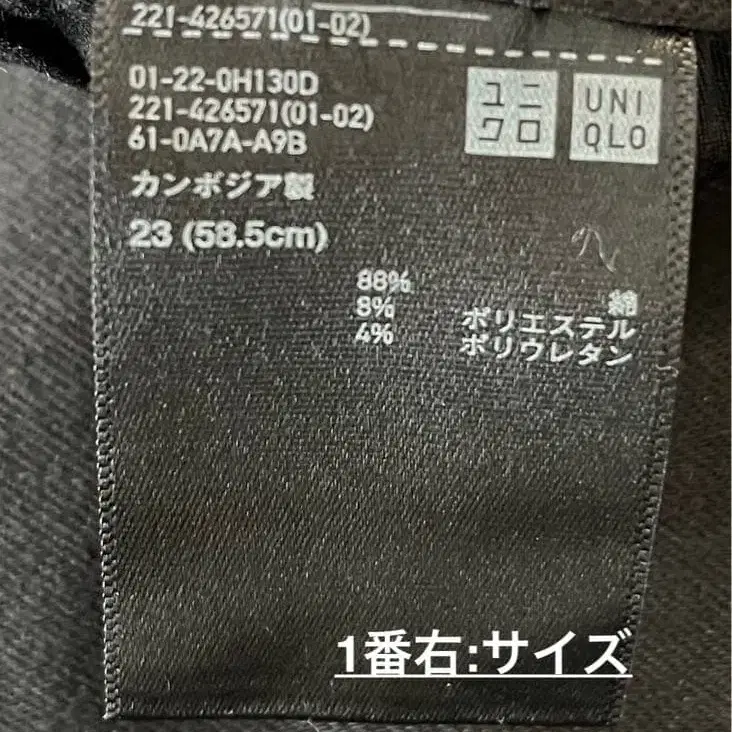 221-426571(01-02)
01-22-0H130D
221-426571(01-02)
61-0A7A-A9B
ユニ
クロ
UNI
QLO
カンボジア製
23 (58.5cm)
88% 綿
8% ポリエステル
4% ポリウレタン
1番右:サイズ